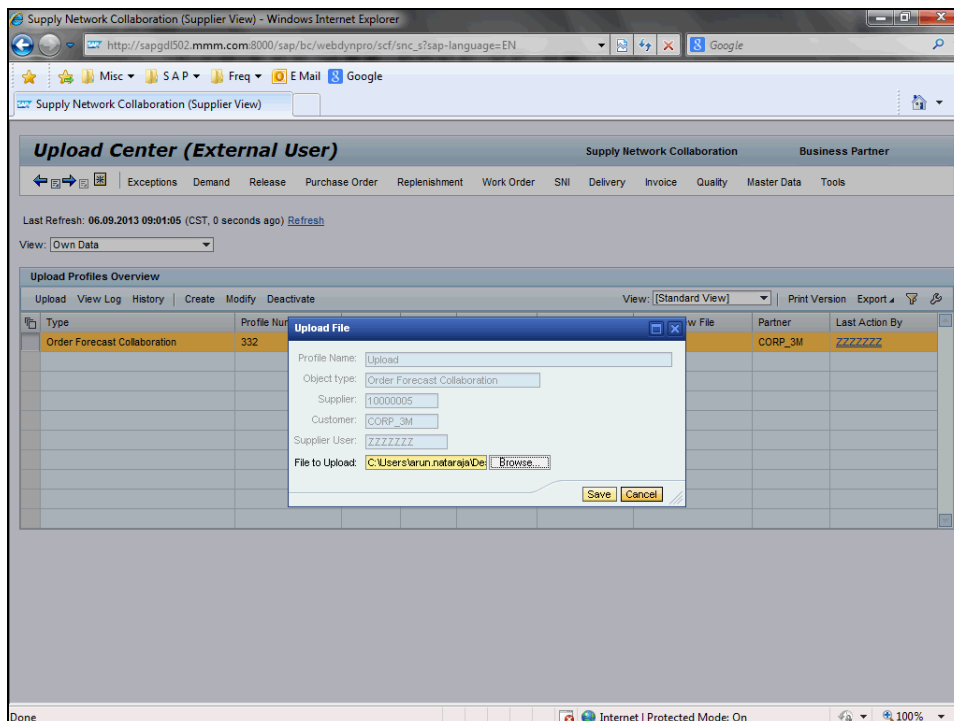 Supply Network Collaboration (Supplier View) - Windows Internet Explorer
http://sapgdl502.mmm.com:8000/sap/bc/webdynpro/scf/snc_s?sap-language=EN
Google
Misc S A P Freq E Mail Google
Supply Network Collaboration (Supplier View)
Upload Center (External User) Supply Network Collaboration Business Partner
Exceptions Demand Release Purchase Order Replenishment Work Order SNI Delivery Invoice Quality Master Data Tools
Last Refresh: 06.09.2013 09:01:05 (CST, 0 seconds ago) Refresh
View: Own Data
Upload Profiles Overview
Upload View Log History Create Modify Deactivate View: [Standard View] Print Version Export
Type Profile Nu w File Partner Last Action By
Order Forecast Collaboration 332 CORP_3M ZZZZZZZ
Upload File
Profile Name: Upload
Object type: Order Forecast Collaboration
Supplier: 10000005
Customer: CORP_3M
Supplier User: ZZZZZZZ
File to Upload: C:\Users\arun.nataraja\De Browse...
Save Cancel
Done Internet | Protected Mode: On 100%